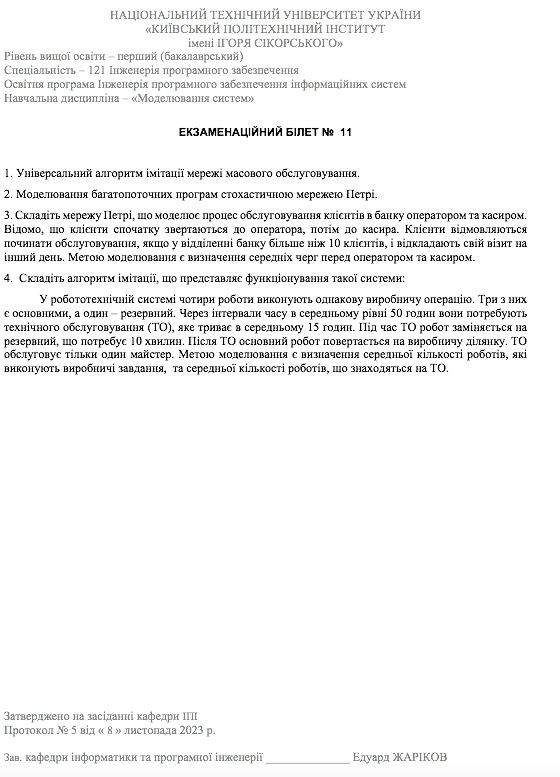 НАЦІОНАЛЬНИЙ ТЕХНІЧНИЙ УНІВЕРСИТЕТ УКРАЇНИ
«КИЇВСЬКИЙ ПОЛІТЕХНІЧНИЙ ІНСТИТУТ
імені ІГОРЯ СІКОРСЬКОГО»
Рівень вищої освіти – перший (бакалаврський)
Спеціальність – 121 Інженерія програмного забезпечення
Освітня програма Інженерія програмного забезпечення інформаційних систем
Навчальна дисципліна – «Моделювання систем»
ЕКЗАМЕНАЦІЙНИЙ БІЛЕТ № 11
1. Універсальний алгоритм імітації мережі масового обслуговування.
2. Моделювання багатопоточних програм стохастичною мережею Петрі.
3. Складіть мережу Петрі, що моделює процес обслуговування клієнтів в банку оператором та касиром.
Відомо, що клієнти спочатку звертаються до оператора, потім до касира. Клієнти відмовляються
починати обслуговування, якщо у відділенні банку більше ніж 10 клієнтів, і відкладають свій візит на
інший день. Метою моделювання є визначення середніх черг перед оператором та касиром.
4. Складіть алгоритм імітації, що представляє функціонування такої системи:
У робототехнічній системі чотири роботи виконують однакову виробничу операцію. Три з них
є основними, а один – резервний. Через інтервали часу в середньому рівні 50 годин вони потребують
технічного обслуговування (ТО), яке триває в середньому 15 годин. Під час ТО робот заміняється на
резервний, що потребує 10 хвилин. Після ТО основний робот повертається на виробничу ділянку. ТО
обслуговує тільки один майстер. Метою моделювання є визначення середньої кількості роботів, які
виконують виробничі завдання, та середньої кількості роботів, що знаходяться на ТО.
Затверджено на засіданні кафедри ІПІ
Протокол № 5 від « 8 » листопада 2023 р.
Зав. кафедри інформатики та програмної інженерії ______________ Едуард ЖАРІКОВ